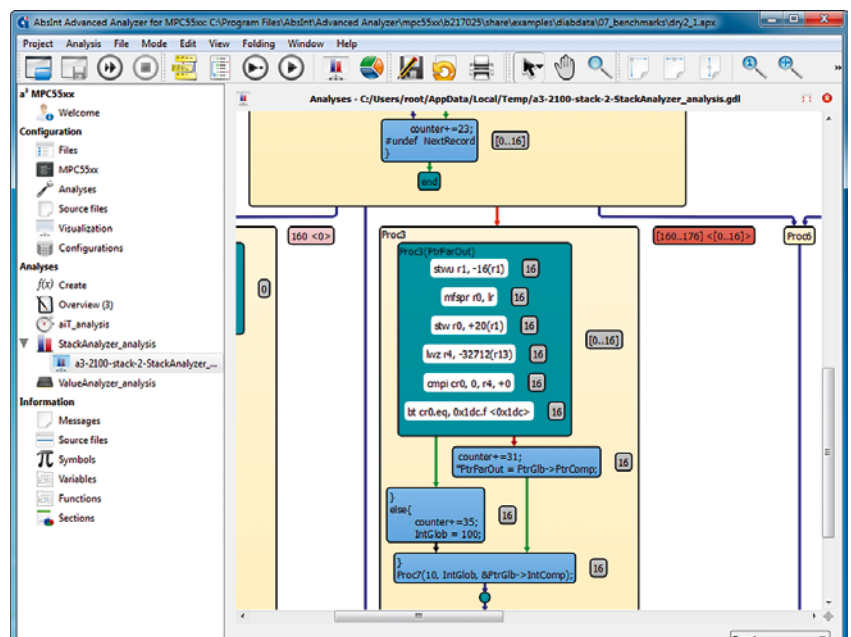 AbsInt Advanced Analyzer for MPC55xx C:\Program Files\AbsInt\Advanced Analyzer\mpc55xx\b217025\share\examples\diabdata\07_benchmarks\dry2_1.apx
Project Analysis File Mode Edit View Folding Window Help
a³ MPC55xx
Welcome
Configuration
Files
MPC55xx
Analyses
Source files
Visualization
Configurations
Analyses
f(x) Create
Overview (3)
aiT_analysis
StackAnalyzer_analysis
a3-2100-stack-2-StackAnalyzer_...
ValueAnalyzer_analysis
Information
Messages
Source files
Symbols
Variables
Functions
Sections
Analyses - C:/Users/root/AppData/Local/Temp/a3-2100-stack-2-StackAnalyzer_analysis.gdl
counter+=23;
#undef NextRecord
}
[0..16]
end
160 <0>
Proc3
[160..176] <[0..16]>
Proc6
0
Proc3(PtrParOut)
stwu r1, -16(r1) 16
mfspr r0, lr 16
stw r0, +20(r1) 16
lwz r4, -32712(r13) 16
cmpi cr0, 0, r4, +0 16
bt cr0.eq, 0x1dc.f <0x1dc> 16
[0..16]
counter+=31;
*PtrParOut = PtrGlb->PtrComp;
16
}
else{
counter+=35;
IntGlob = 100;
16
}
Proc7(10, IntGlob, &PtrGlb->IntComp);
16